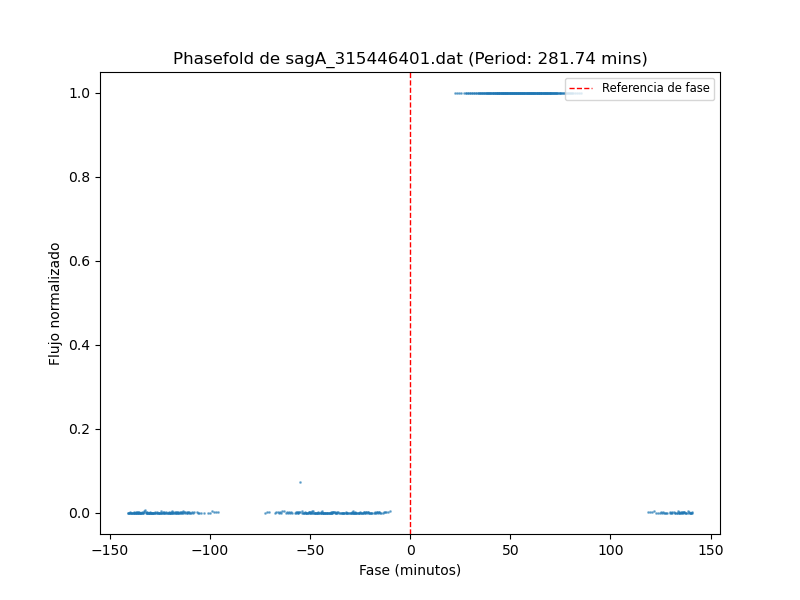 Phasefold de sagA_315446401.dat (Period: 281.74 mins)
Referencia de fase
Flujo normalizado
1.0
0.8
0.6
0.4
0.2
0.0
−150 −100 −50 0 50 100 150
Fase (minutos)